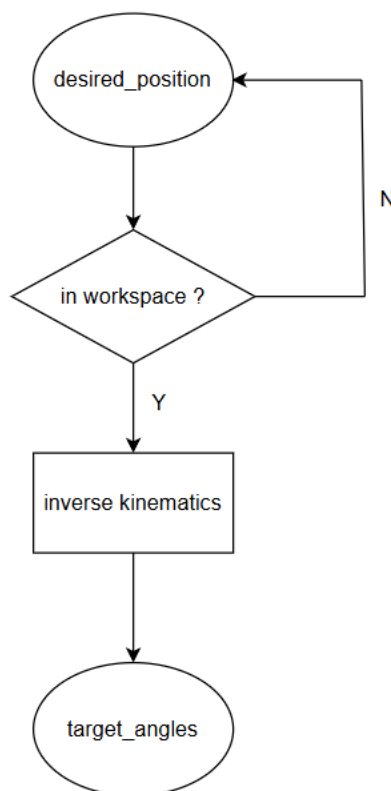 desired_position
N
in workspace ?
Y
inverse kinematics
target_angles